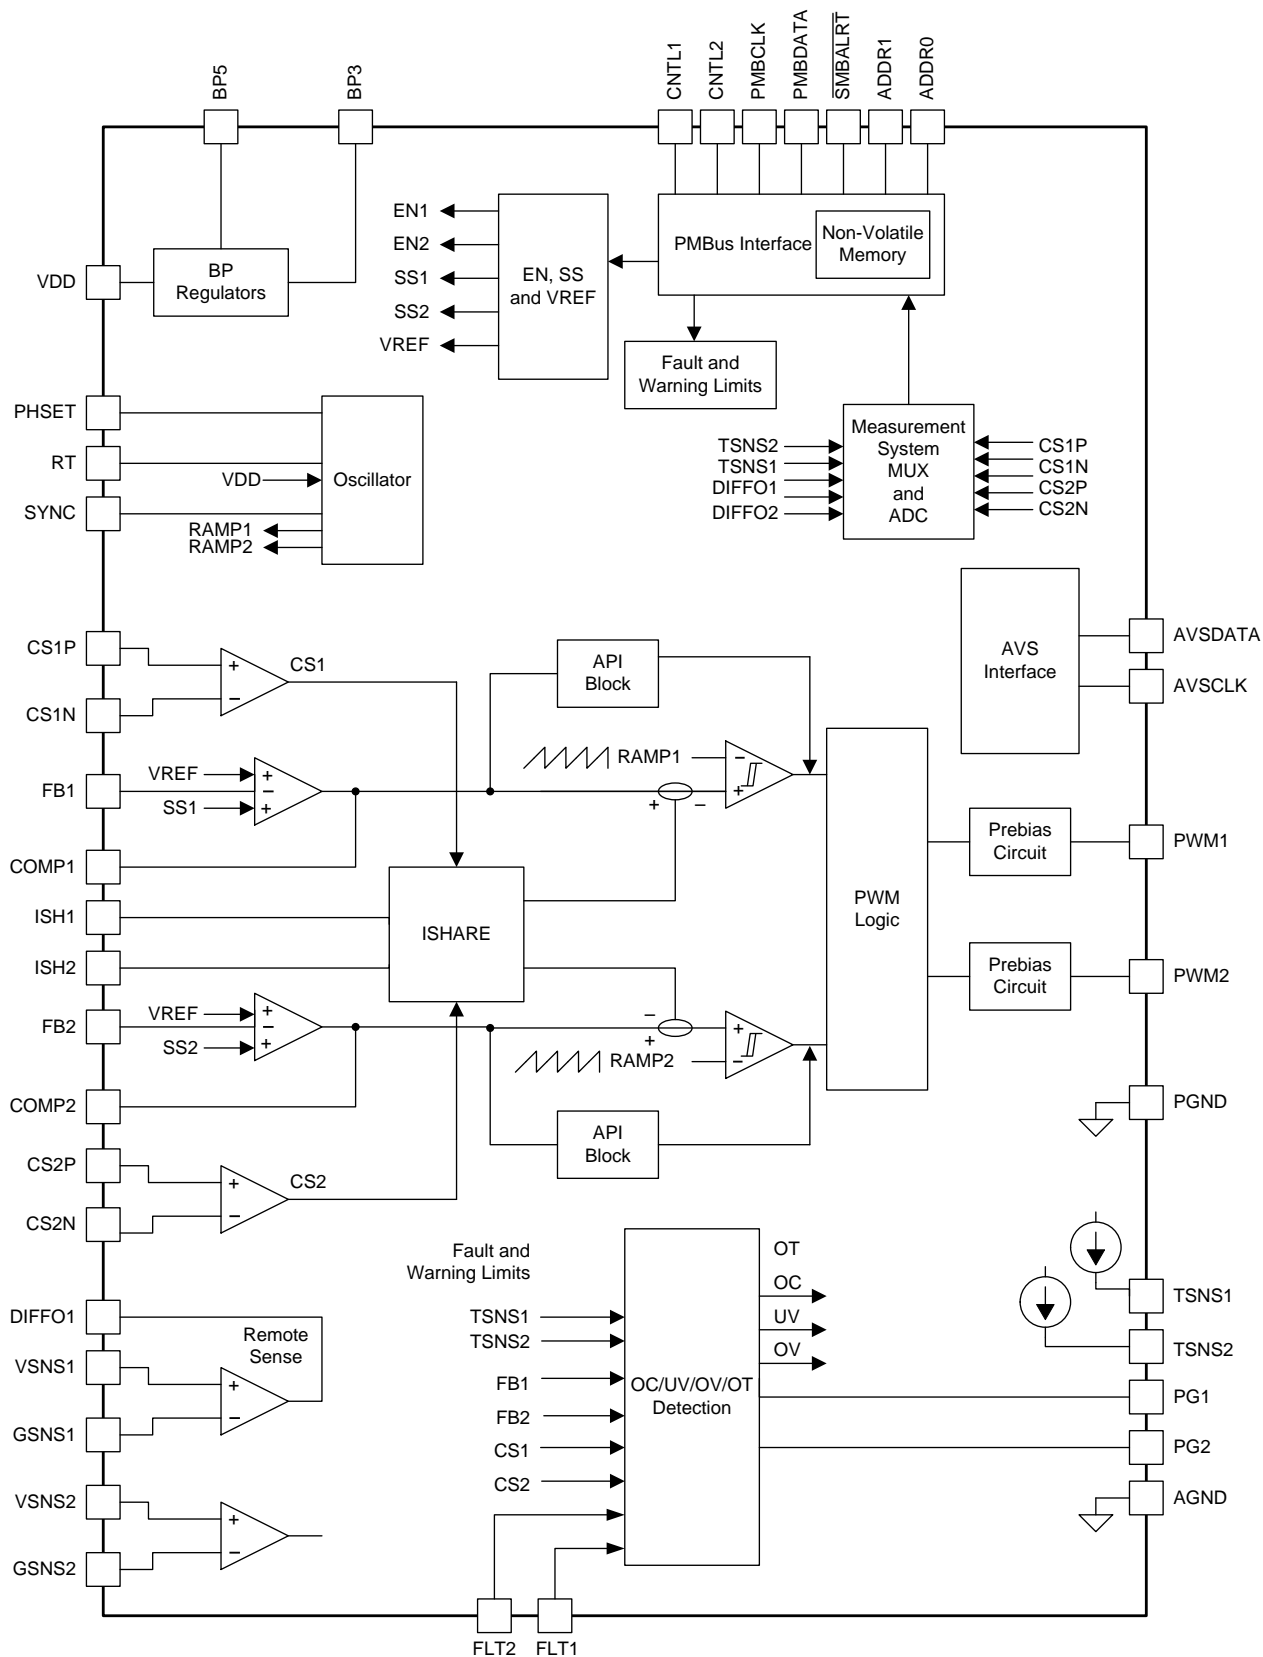 BP5
BP3
CNTL1
CNTL2
PMBCLK
PMBDATA
SMBALRT
ADDR1
ADDR0
VDD
BP
Regulators
EN1
EN2
SS1
SS2
VREF
EN, SS
and VREF
PMBus Interface
Non-Volatile
Memory
Fault and
Warning Limits
PHSET
RT
SYNC
VDD
RAMP1
RAMP2
Oscillator
TSNS2
TSNS1
DIFFO1
DIFFO2
Measurement
System
MUX
and
ADC
CS1P
CS1N
CS2P
CS2N
AVS
Interface
AVSDATA
AVSCLK
CS1P
CS1N
+
−
CS1
API
Block
RAMP1
−
+
FB1
VREF
SS1
+
−
+
+
−
COMP1
ISH1
ISH2
ISHARE
PWM
Logic
Prebias
Circuit
PWM1
Prebias
Circuit
PWM2
FB2
VREF
SS2
+
−
+
−
+
+
−
RAMP2
COMP2
API
Block
PGND
CS2P
CS2N
+
−
CS2
Fault and
Warning Limits
TSNS1
TSNS2
FB1
FB2
CS1
CS2
OC/UV/OV/OT
Detection
OT
OC
UV
OV
TSNS1
TSNS2
PG1
PG2
AGND
DIFFO1
Remote
Sense
VSNS1
GSNS1
+
−
VSNS2
GSNS2
+
−
FLT2
FLT1